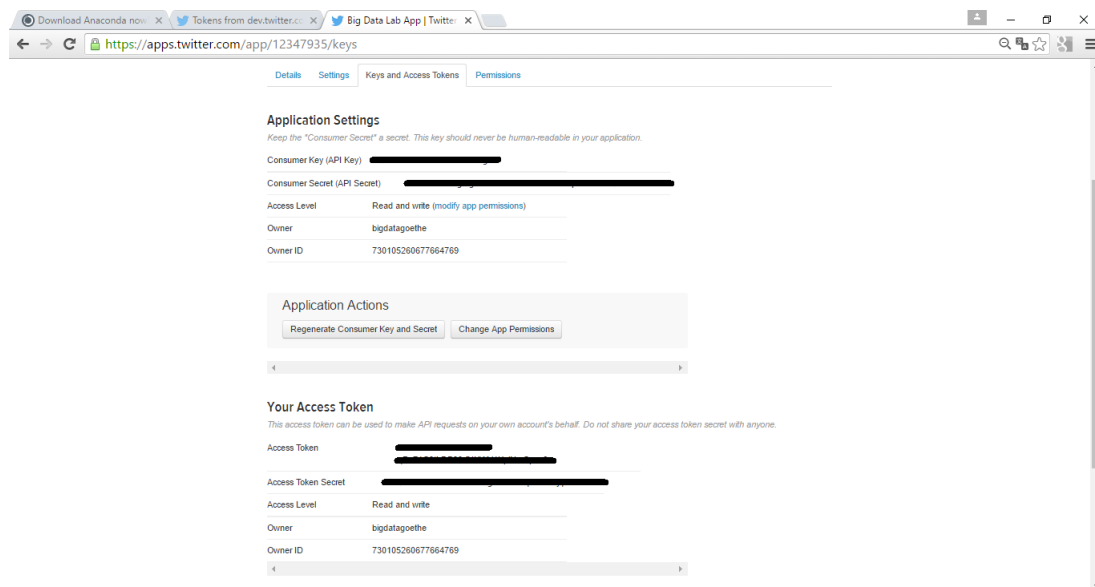 Download Anaconda now
Tokens from dev.twitter.c
Big Data Lab App | Twitter
https://apps.twitter.com/app/12347935/keys
Details Settings Keys and Access Tokens Permissions
Application Settings
Keep the "Consumer Secret" a secret. This key should never be human-readable in your application.
Consumer Key (API Key)
Consumer Secret (API Secret)
Access Level Read and write (modify app permissions)
Owner bigdatagoethe
Owner ID 730105260677664769
Application Actions
Regenerate Consumer Key and Secret Change App Permissions
Your Access Token
This access token can be used to make API requests on your own account's behalf. Do not share your access token secret with anyone.
Access Token
Access Token Secret
Access Level Read and write
Owner bigdatagoethe
Owner ID 730105260677664769